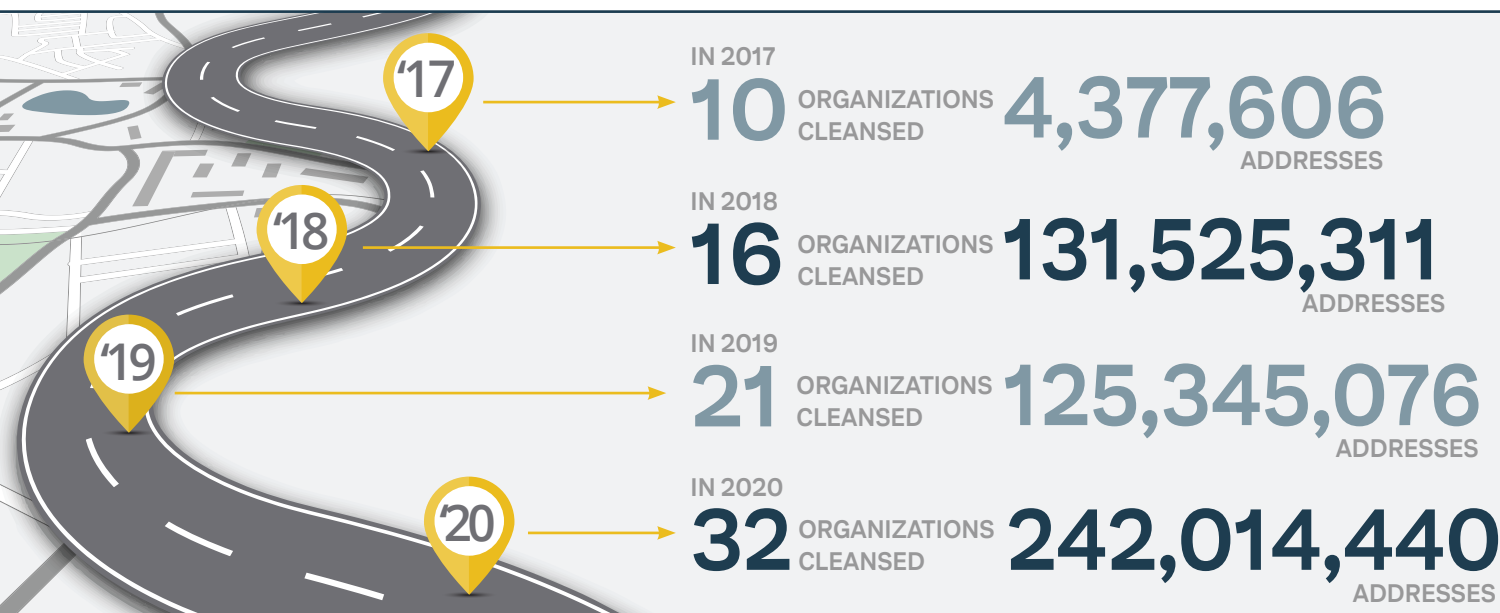 ‘17
IN 2017
10 ORGANIZATIONS CLEANSED 4,377,606
ADDRESSES
‘18
IN 2018
16 ORGANIZATIONS CLEANSED 131,525,311
ADDRESSES
‘19
IN 2019
21 ORGANIZATIONS CLEANSED 125,345,076
ADDRESSES
‘20
IN 2020
32 ORGANIZATIONS CLEANSED 242,014,440
ADDRESSES